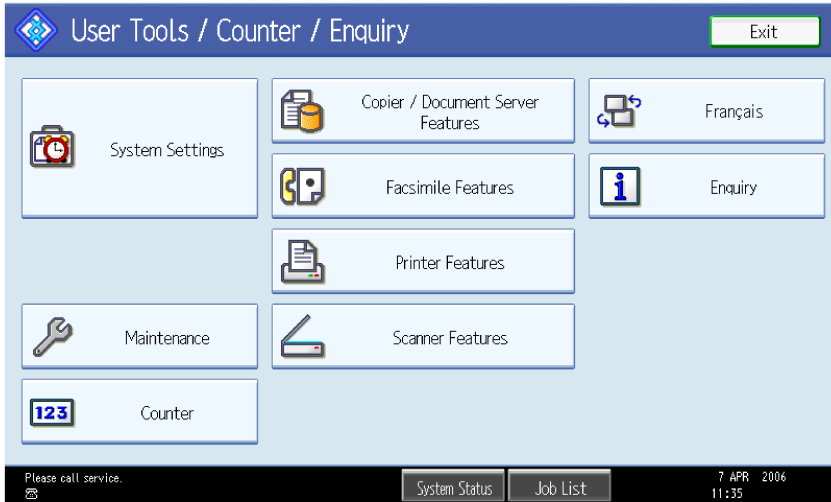 User Tools / Counter / Enquiry
Exit
System Settings
Copier / Document Server
Features
Français
Facsimile Features
Enquiry
i
Printer Features
Maintenance
Scanner Features
123
Counter
Please call service.
System Status
Job List
7 APR 2006
11:35